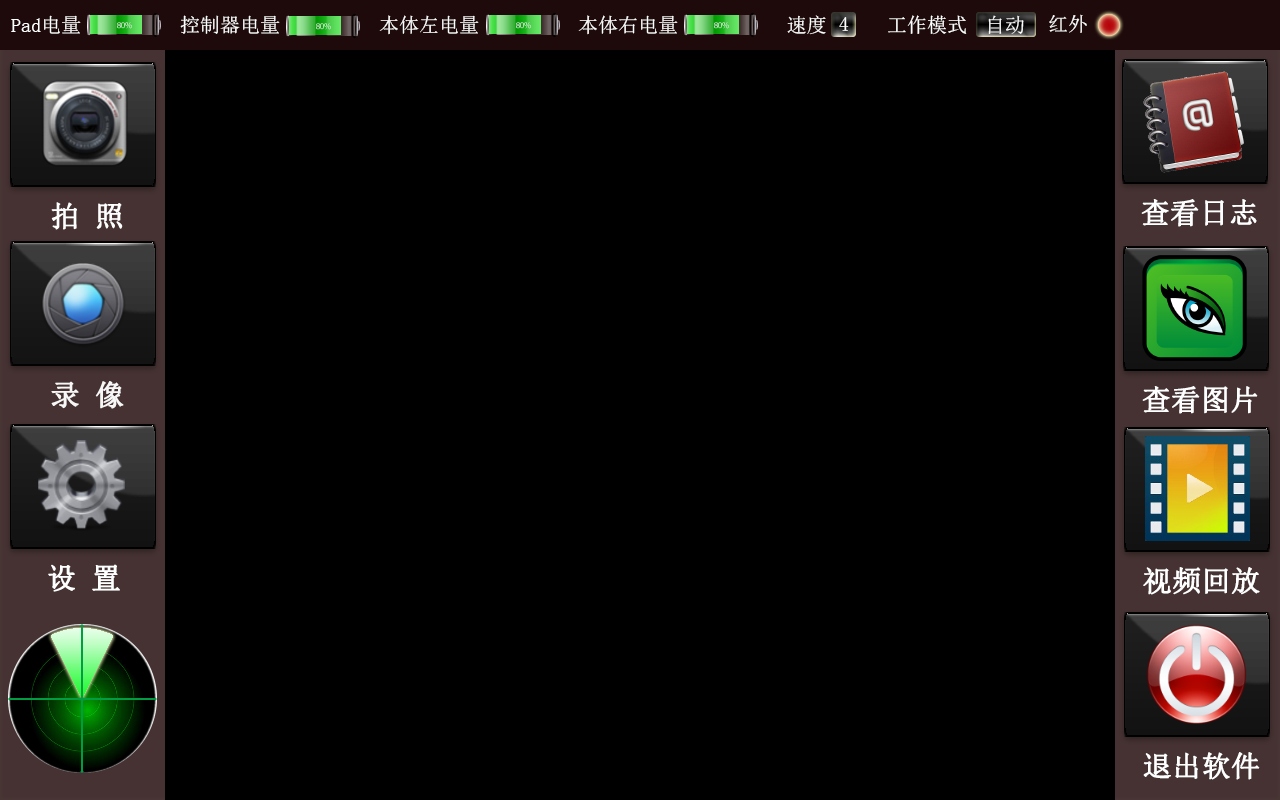 Pad电量 80% 控制器电量 80% 本体左电量 80% 本体右电量 80% 速度 4 工作模式 自动 红外
拍 照
录 像
设 置
@
查看日志
查看图片
视频回放
退出软件